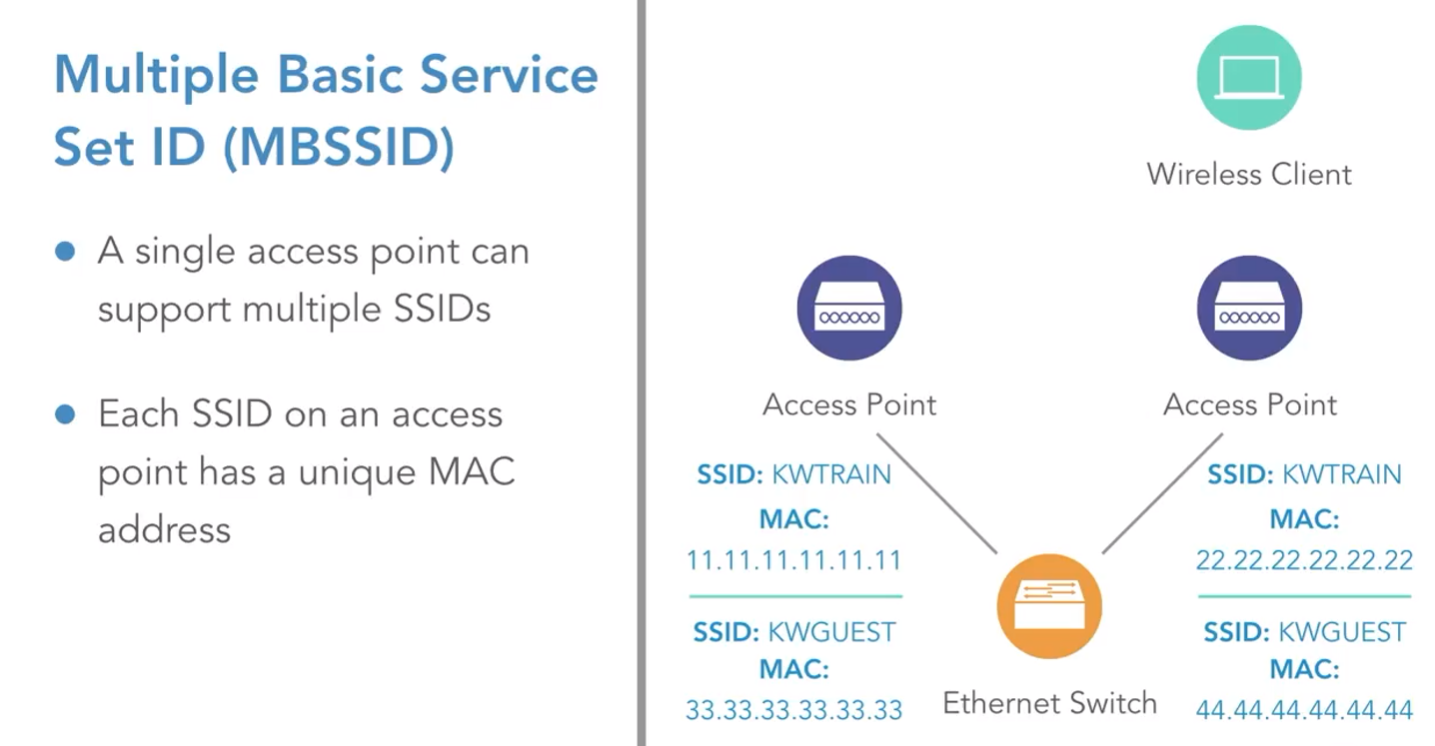 Multiple Basic Service
Set ID (MBSSID)
A single access point can
support multiple SSIDs
Each SSID on an access
point has a unique MAC
address
Wireless Client
Access Point
Access Point
SSID: KWTRAIN
MAC:
11.11.11.11.11.11
SSID: KWGUEST
MAC:
33.33.33.33.33.33
SSID: KWTRAIN
MAC:
22.22.22.22.22.22
SSID: KWGUEST
MAC:
44.44.44.44.44.44
Ethernet Switch